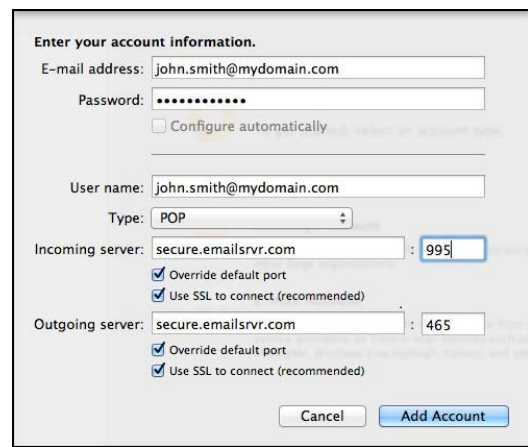 Enter your account information.
E-mail address: john.smith@mydomain.com
Password: ••••••••••••
Configure automatically
User name: john.smith@mydomain.com
Type: POP
Incoming server: secure.emailsrvr.com : 995
Override default port
Use SSL to connect (recommended)
Outgoing server: secure.emailsrvr.com : 465
Override default port
Use SSL to connect (recommended)
Cancel Add Account